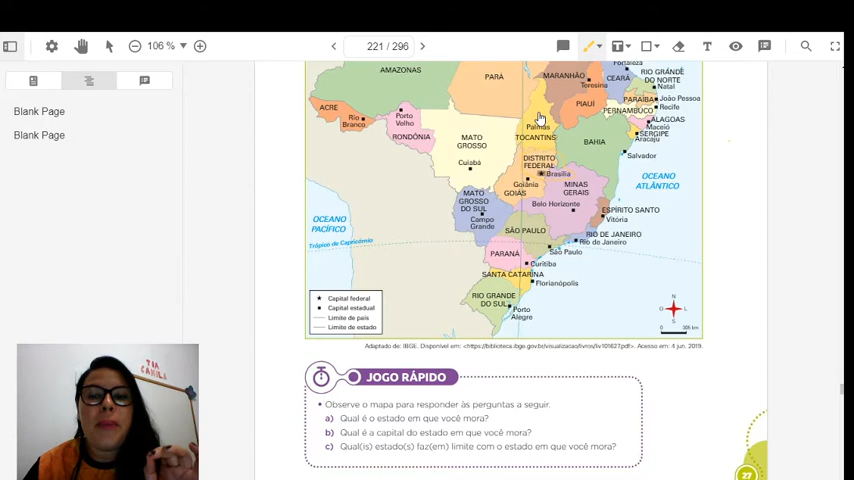 106 %
221 / 296
Blank Page
Blank Page
AMAZONAS
PARÁ
MARANHÃO
Teresina
Fortaleza
CEARÁ
RIO GRANDE
DO NORTE
Natal
PARAÍBA
João Pessoa
PERNAMBUCO
Recife
PIAUÍ
ALAGOAS
Maceió
SERGIPE
Aracaju
ACRE
Rio
Branco
Porto
Velho
RONDÔNIA
MATO
GROSSO
Cuiabá
Palmas
TOCANTINS
BAHIA
Salvador
DISTRITO
FEDERAL
Brasília
Goiânia
GOIÁS
MINAS
GERAIS
Belo Horizonte
OCEANO
ATLÂNTICO
MATO
GROSSO
DO SUL
Campo
Grande
ESPÍRITO SANTO
Vitória
OCEANO
PACÍFICO
Trópico de Capricórnio
SÃO PAULO
São Paulo
RIO DE JANEIRO
Rio de Janeiro
PARANÁ
Curitiba
SANTA CATARINA
Florianópolis
RIO GRANDE
DO SUL
Porto
Alegre
Capital federal
Capital estadual
Limite de país
Limite de estado
N
O
L
S
0
Adaptado de: IBGE. Disponível em: <https://biblioteca.ibge.gov.br/visualizacao/livros/liv101627.pdf>. Acesso em: 4 jun. 2019.
JOGO RÁPIDO
• Observe o mapa para responder às perguntas a seguir.
a) Qual é o estado em que você mora?
b) Qual é a capital do estado em que você mora?
c) Qual(is) estado(s) faz(em) limite com o estado em que você mora?
TIA
CAMILA
27